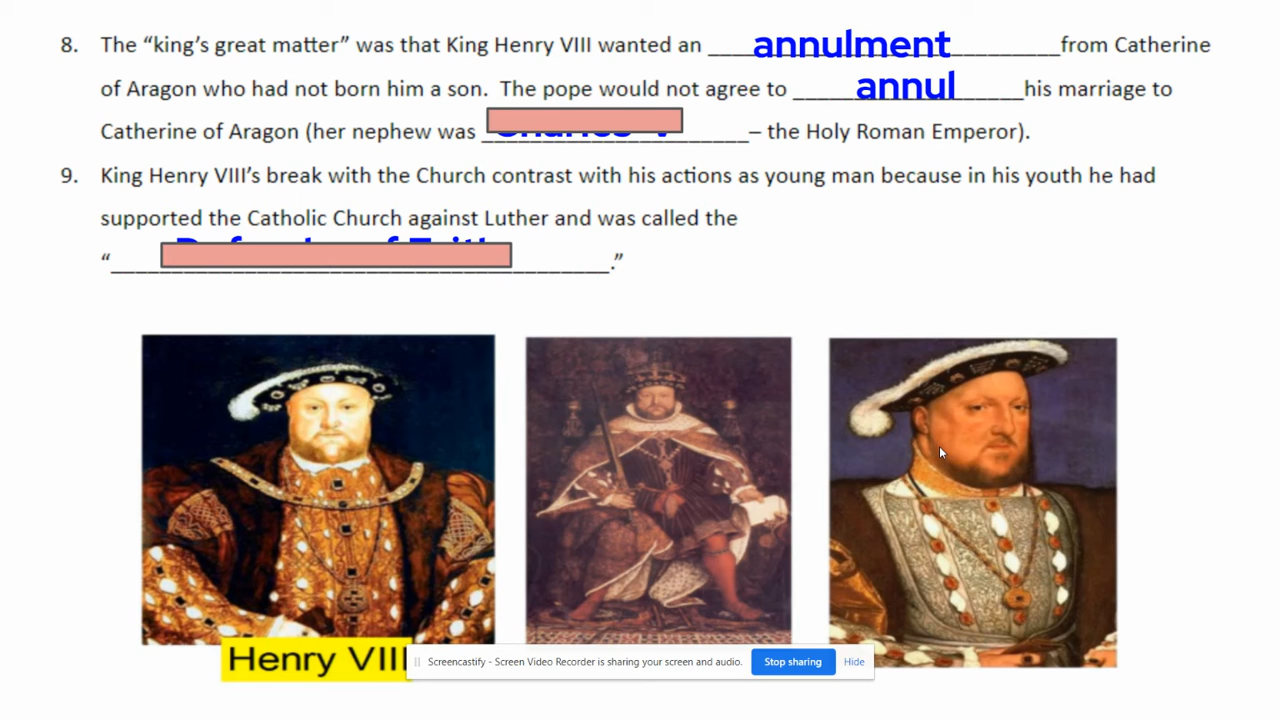 8. The “king’s great matter” was that King Henry VIII wanted an annulment from Catherine
of Aragon who had not born him a son. The pope would not agree to annul his marriage to
Catherine of Aragon (her nephew was – the Holy Roman Emperor).
9. King Henry VIII’s break with the Church contrast with his actions as young man because in his youth he had
supported the Catholic Church against Luther and was called the
“.”
Henry VIII
Screencastify - Screen Video Recorder is sharing your screen and audio. Stop sharing Hide